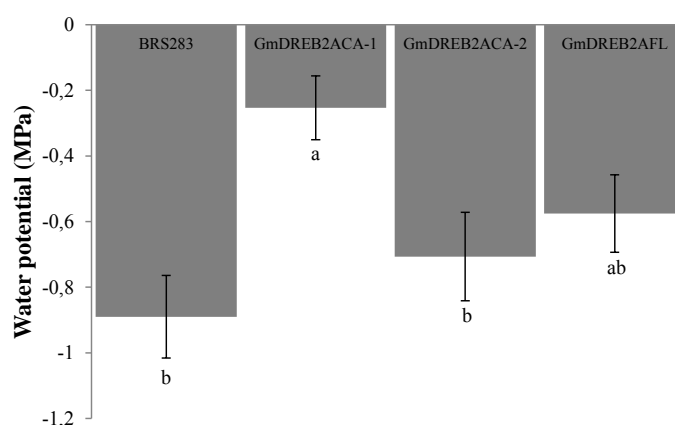 0
BRS283 GmDREB2ACA-1 GmDREB2ACA-2 GmDREB2AFL
-0,2
-0,4
-0,6
-0,8
-1
-1,2
Water potential (MPa)
a
ab
b
b